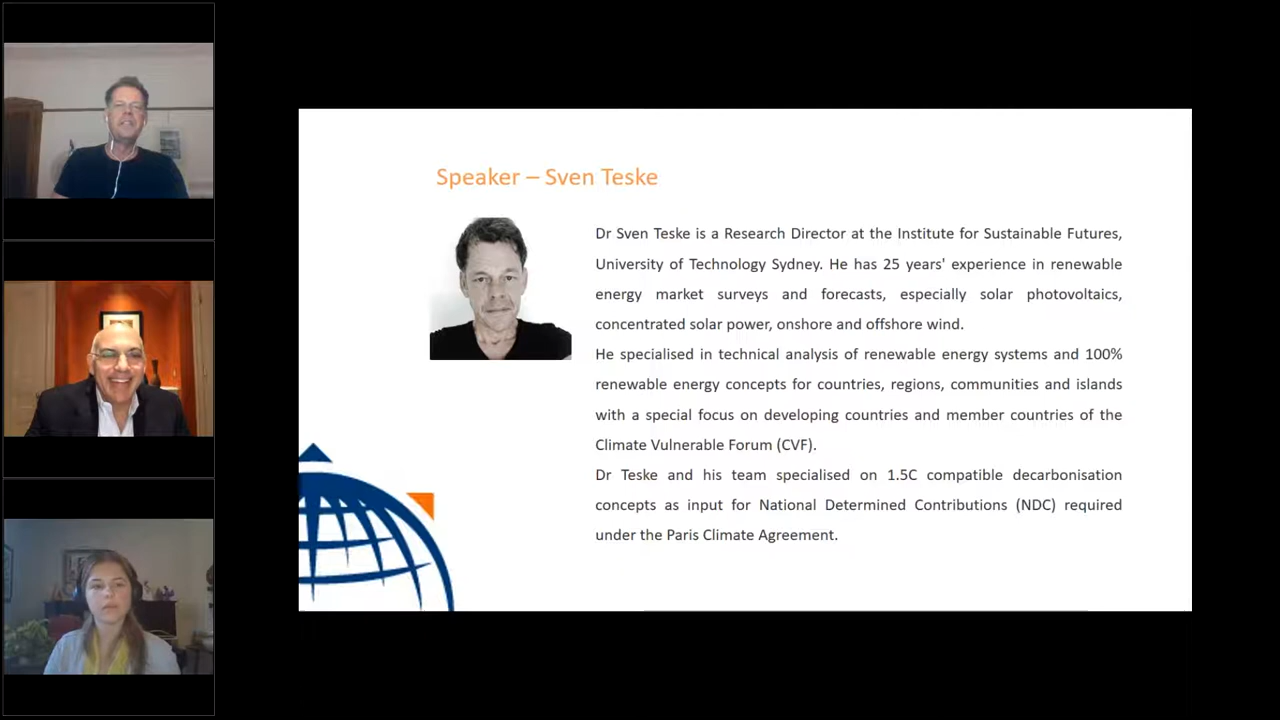 Speaker – Sven Teske
Dr Sven Teske is a Research Director at the Institute for Sustainable Futures,
University of Technology Sydney. He has 25 years' experience in renewable
energy market surveys and forecasts, especially solar photovoltaics,
concentrated solar power, onshore and offshore wind.
He specialised in technical analysis of renewable energy systems and 100%
renewable energy concepts for countries, regions, communities and islands
with a special focus on developing countries and member countries of the
Climate Vulnerable Forum (CVF).
Dr Teske and his team specialised on 1.5C compatible decarbonisation
concepts as input for National Determined Contributions (NDC) required
under the Paris Climate Agreement.